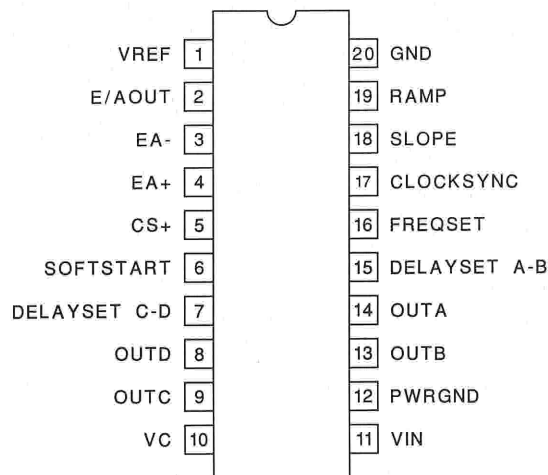 VREF 1 20 GND
E/AOUT 2 19 RAMP
EA- 3 18 SLOPE
EA+ 4 17 CLOCKSYNC
CS+ 5 16 FREQSET
SOFTSTART 6 15 DELAYSET A-B
DELAYSET C-D 7 14 OUTA
OUTD 8 13 OUTB
OUTC 9 12 PWRGND
VC 10 11 VIN